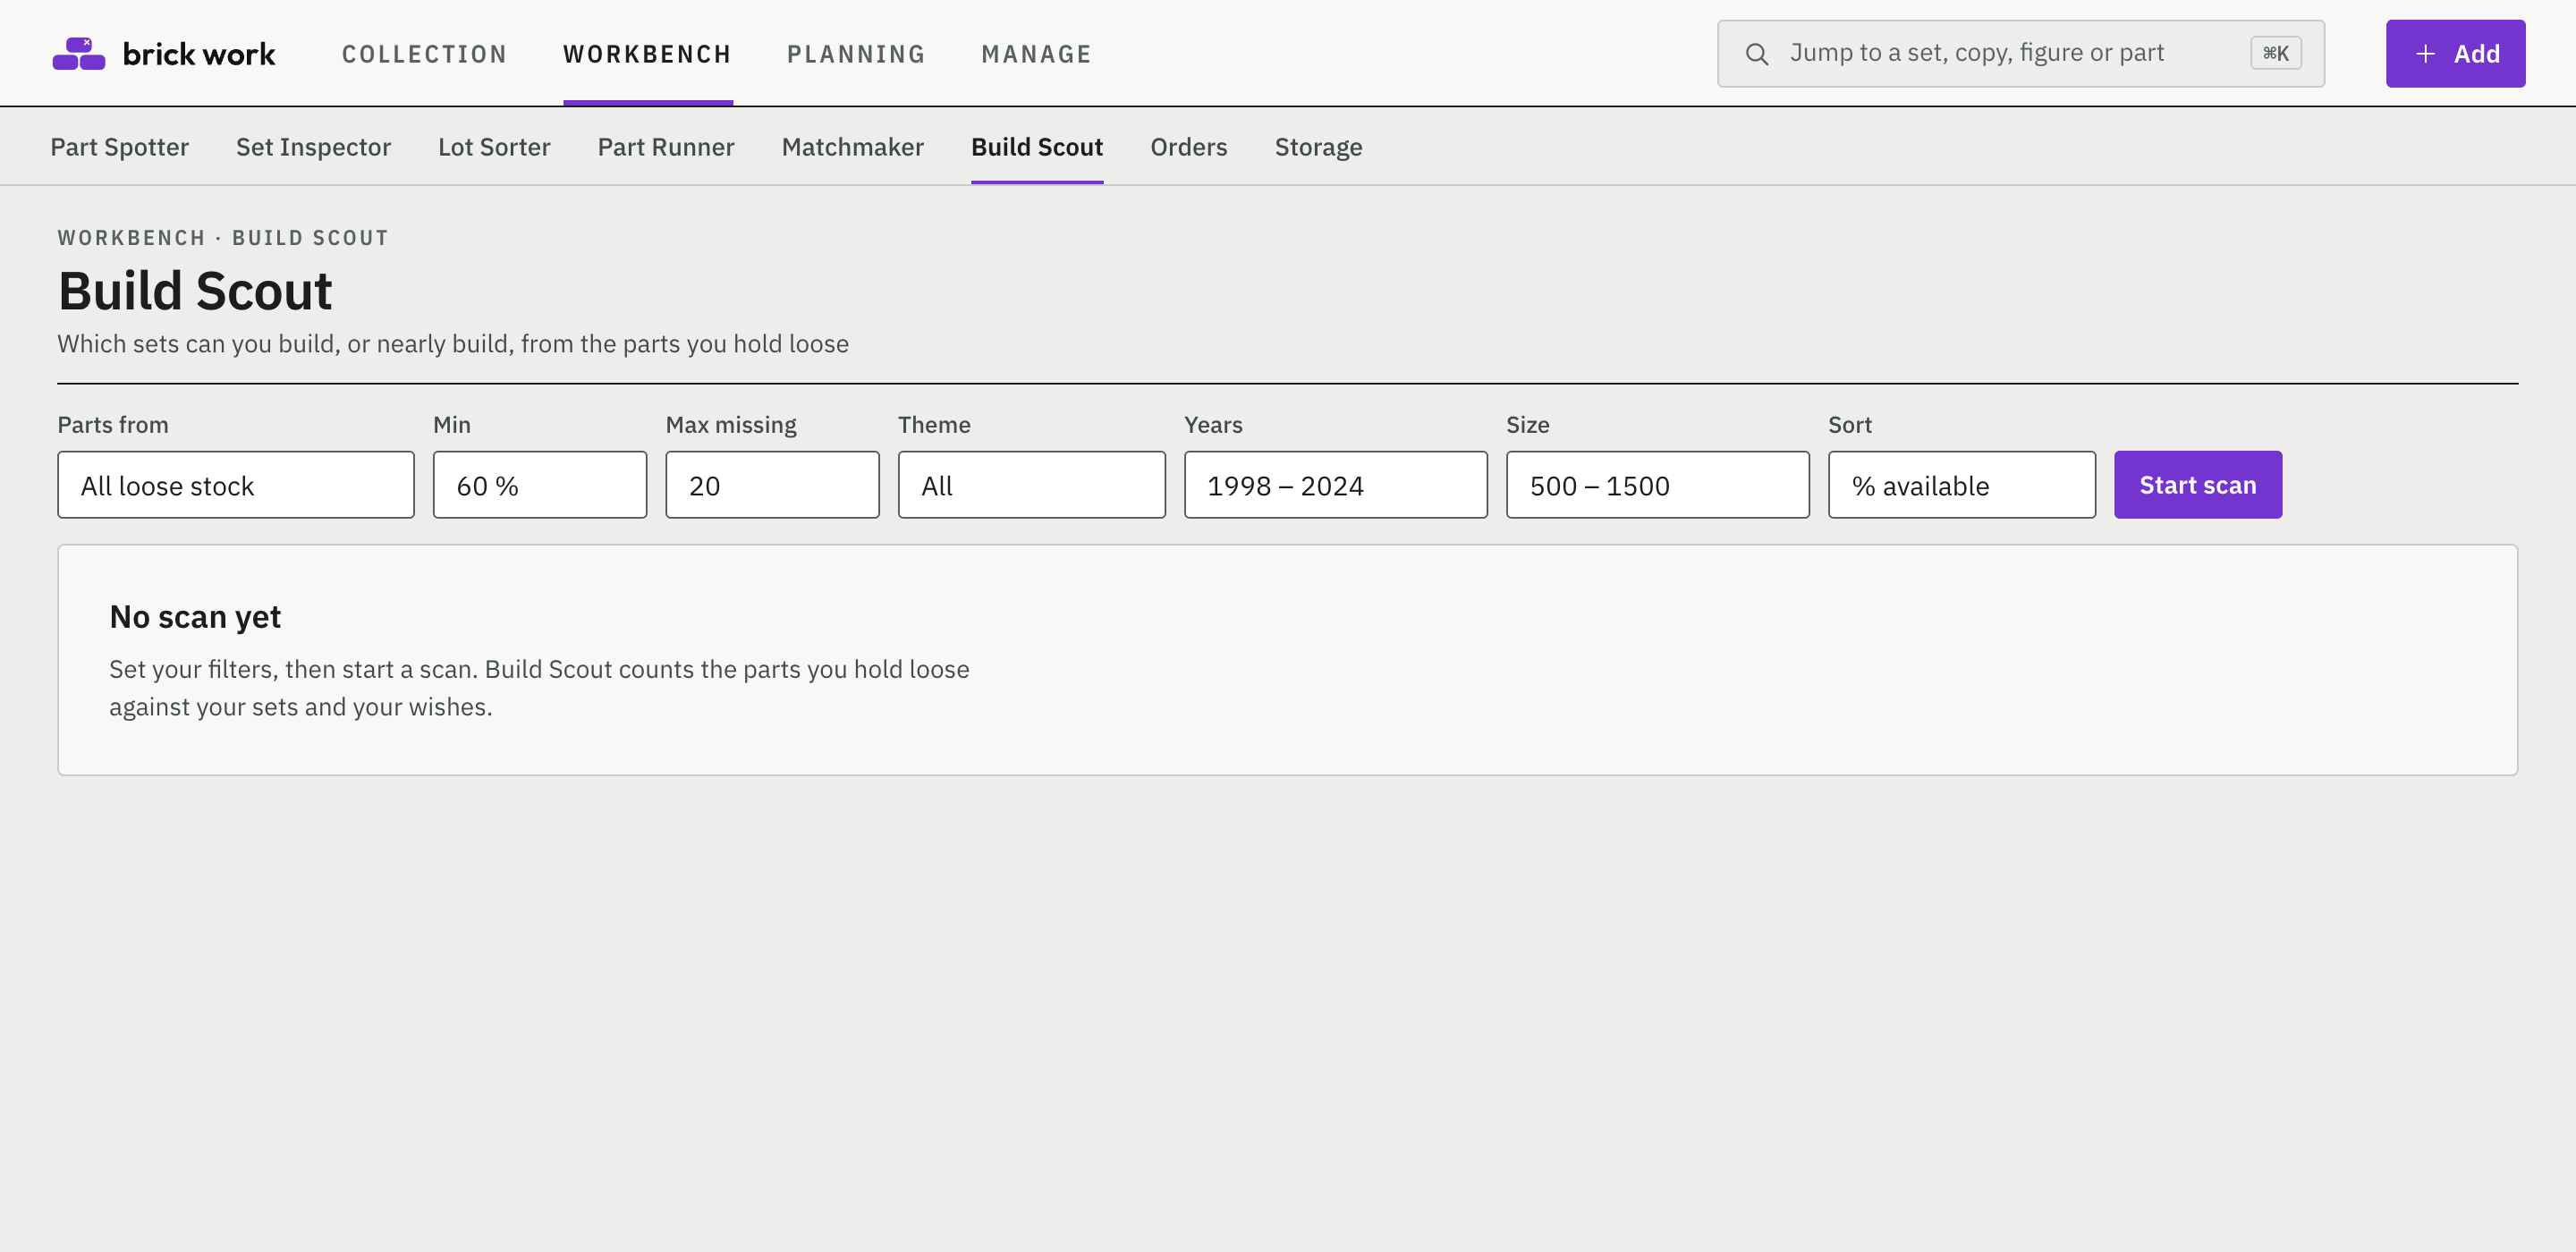 brick work
COLLECTION
WORKBENCH
PLANNING
MANAGE
Jump to a set, copy, figure or part
⌘K
+ Add
Part Spotter
Set Inspector
Lot Sorter
Part Runner
Matchmaker
Build Scout
Orders
Storage
WORKBENCH · BUILD SCOUT
Build Scout
Which sets can you build, or nearly build, from the parts you hold loose
Parts from
All loose stock
Min
60 %
Max missing
20
Theme
All
Years
1998 – 2024
Size
500 – 1500
Sort
% available
Start scan
No scan yet
Set your filters, then start a scan. Build Scout counts the parts you hold loose
against your sets and your wishes.